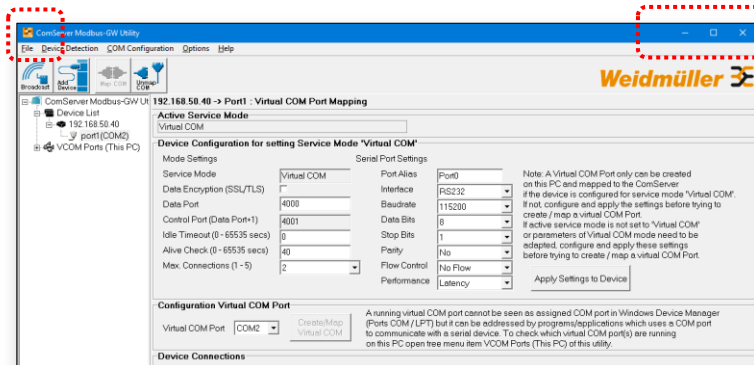 ComServer Modbus-GW Utility
File Device Detection COM Configuration Options Help
Broadcast Add Device Map COM Unmap COM
Weidmüller
ComServer Modbus-GW Ut
Device List
192.168.50.40
port1(COM2)
VCOM Ports (This PC)
192.168.50.40 -> Port1 : Virtual COM Port Mapping
Active Service Mode
Virtual COM
Device Configuration for setting Service Mode 'Virtual COM'
Mode Settings Serial Port Settings
Service Mode Virtual COM Port Alias Port0
Data Encryption (SSL/TLS) Interface RS232
Data Port 4000 Baudrate 115200
Control Port (Data Port+1) 4001 Data Bits 8
Idle Timeout (0 - 65535 secs) 0 Stop Bits 1
Alive Check (0 - 65535 secs) 40 Parity No
Max. Connections (1 - 5) 2 Flow Control No Flow
Performance Latency
Note: A Virtual COM Port only can be created
on this PC and mapped to the ComServer
if the device is configured for service mode 'Virtual COM'.
If not, configure and apply the settings before trying to
create / map a virtual COM Port.
If active service mode is not set to 'Virtual COM'
or parameters of Virtual COM mode need to be
adapted, configure and apply these settings
before trying to create / map a virtual COM Port.
Apply Settings to Device
Configuration Virtual COM Port
Virtual COM Port COM2 Create/Map
Virtual COM
A running virtual COM port cannot be seen as assigned COM port in Windows Device Manager
(Ports COM / LPT) but it can be addressed by programs/applications which uses a COM port
to communicate with a serial device. To check which virtual COM port(s) are running
on this PC open tree menu item VCOM Ports (This PC) of this utility.
Device Connections